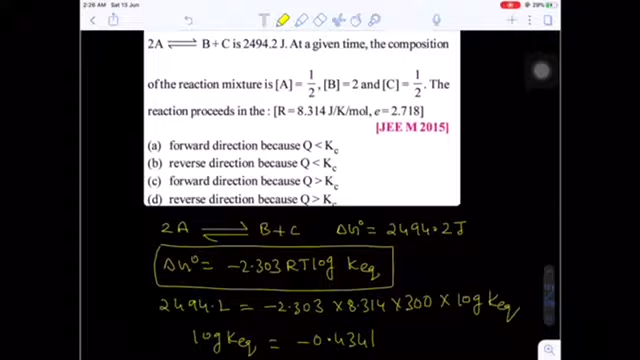 2:26 AM Sat 13 Jun
29%
2A ⇌ B + C is 2494.2 J. At a given time, the composition
of the reaction mixture is [A] = 1/2, [B] = 2 and [C] = 1/2. The
reaction proceeds in the : [R = 8.314 J/K/mol, e = 2.718]
[JEE M 2015]
(a) forward direction because Q < Kc
(b) reverse direction because Q < Kc
(c) forward direction because Q > Kc
(d) reverse direction because Q > Kc
2A ⇌ B+C ΔG° = 2494.2J
ΔG° = -2.303 RT log Keq
2494.2 = -2.303 × 8.314 × 300 × log Keq
log Keq = -0.4341